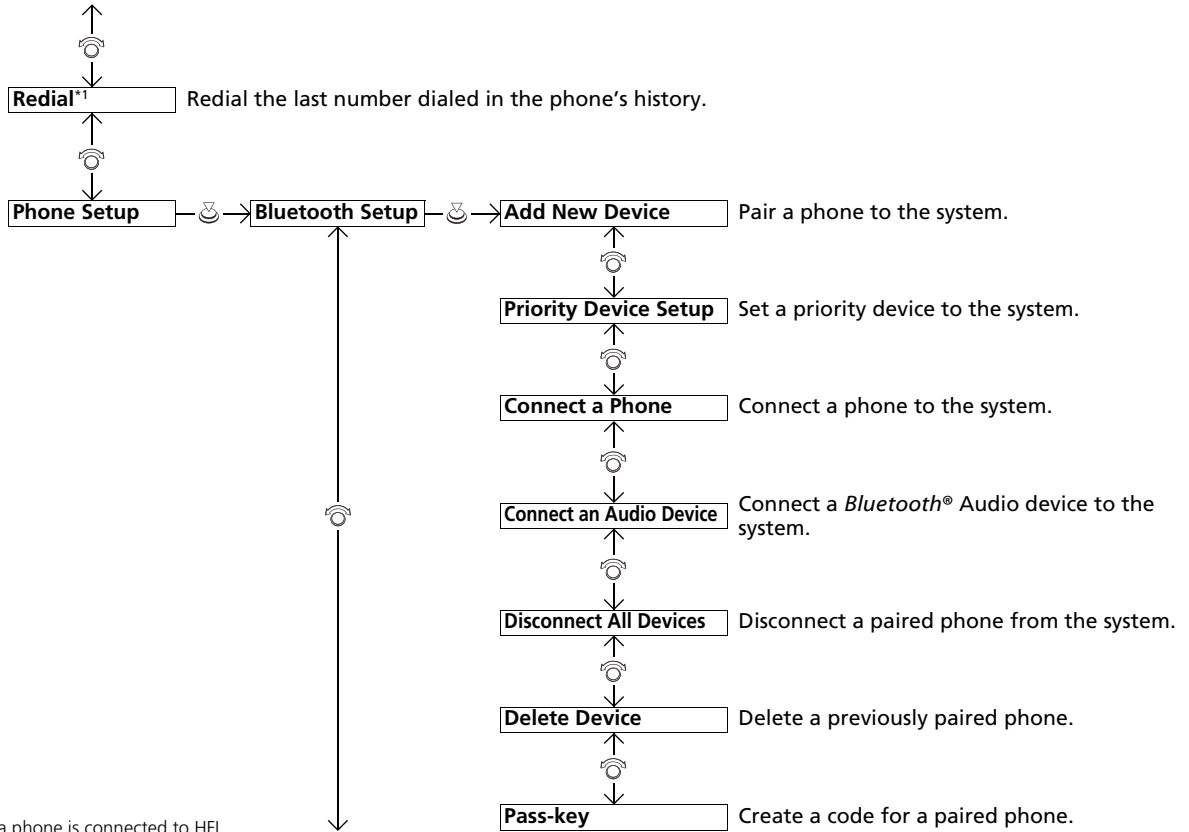 Redial*1 Redial the last number dialed in the phone's history.
Phone Setup Bluetooth Setup Add New Device Pair a phone to the system.
Priority Device Setup Set a priority device to the system.
Connect a Phone Connect a phone to the system.
Connect an Audio Device Connect a Bluetooth® Audio device to the
system.
Disconnect All Devices Disconnect a paired phone from the system.
Delete Device Delete a previously paired phone.
Pass-key Create a code for a paired phone.
a phone is connected to HFL